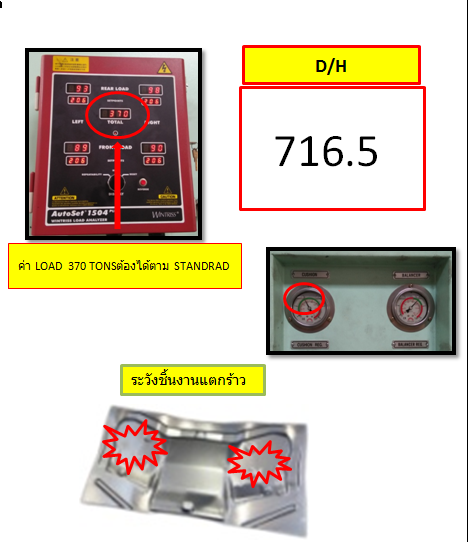 93
REAR LOAD
98
206
206
370
LEFT
TOTAL
RIGHT
89
90
206
206
AutoSet 1504
WINTRISS
WINTRISS LOAD ANALYZER
D/H
716.5
ค่า LOAD 370 TONSต้องได้ตาม STANDRAD
CUSHION
BALANCER
CUSHION REG.
BALANCER REG.
ระวังชิ้นงานแตกร้าว